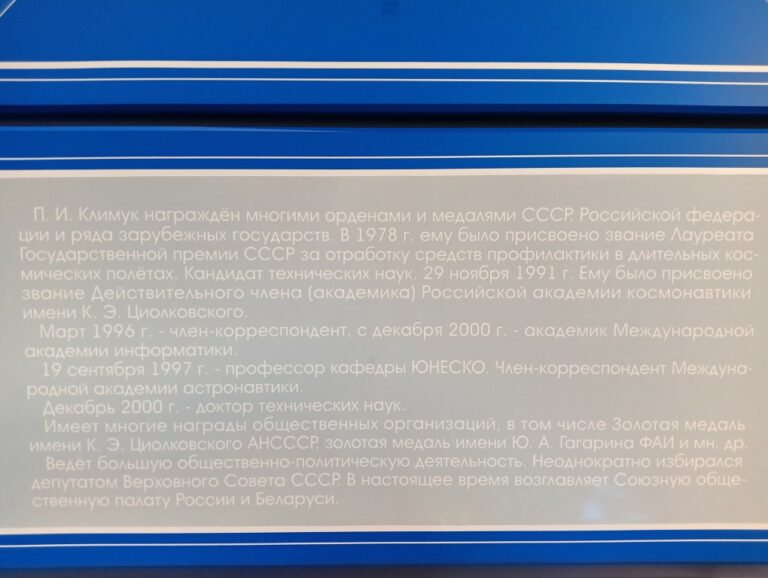 П. И. Климук награждён многими орденами и медалями СССР, Российской федера-
ции и ряда зарубежных государств. В 1978 г. ему было присвоено звание Лауреата
Государственной премии СССР за отработку средств профилактики в длительных кос-
мических полётах. Кандидат технических наук. 29 ноября 1991 г. Ему было присвоено
звание Действительного члена (академика) Российской академии космонавтики
имени К. Э. Циолковского.
Март 1996 г. - член-корреспондент, с декабря 2000 г. - академик Международной
академии информатики.
19 сентября 1997 г. - профессор кафедры ЮНЕСКО. Член-корреспондент Междуна-
родной академии астронавтики.
Декабрь 2000 г. - доктор технических наук.
Имеет многие награды общественных организаций, в том числе Золотая медаль
имени К. Э. Циолковского АНСССР, золотая медаль имени Ю. А. Гагарина ФАИ и мн. др.
Ведёт большую общественно-политическую деятельность. Неоднократно избирался
депутатом Верховного Совета СССР. В настоящее время возглавляет Союзную обще-
ственную палату России и Беларуси.